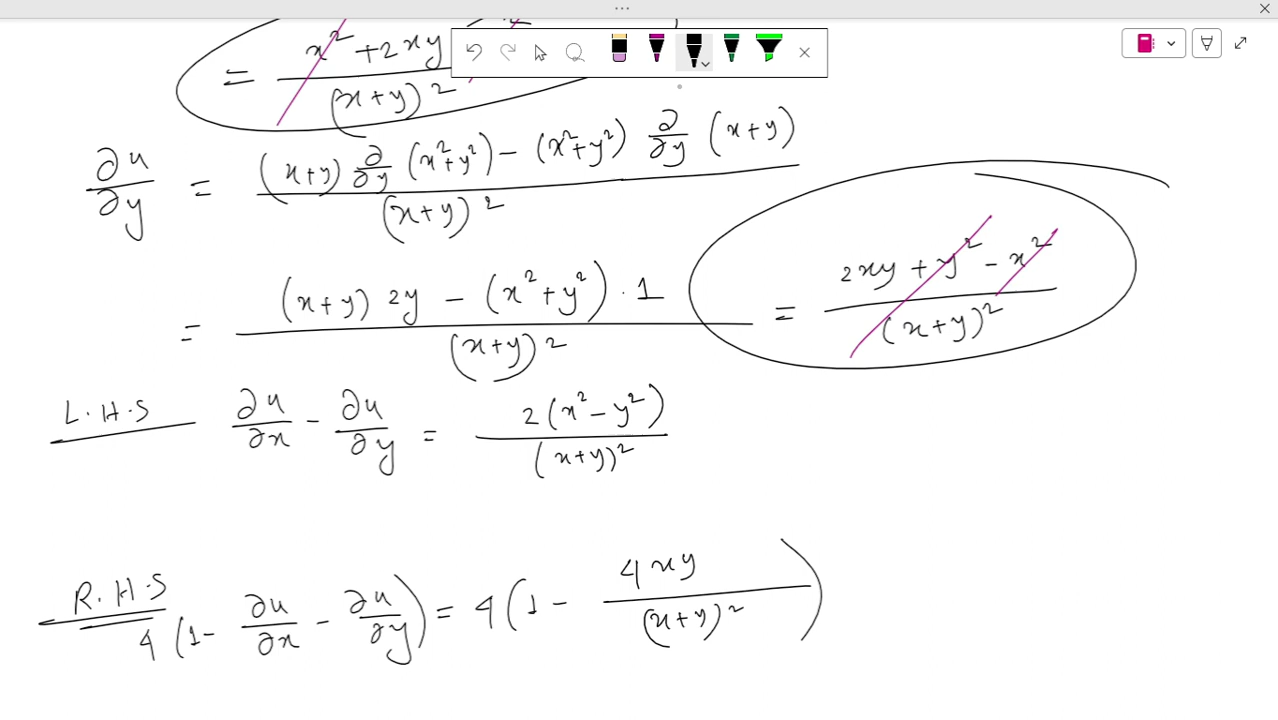 = x² + 2xy / (x+y)²
∂u/∂y = (x+y) ∂/∂y (x²+y²) − (x²+y²) ∂/∂y (x+y) / (x+y)²
= (x+y) 2y − (x²+y²) · 1 / (x+y)² = 2xy + y² − x² / (x+y)²
L.H.S ∂u/∂x − ∂u/∂y = 2(x²−y²) / (x+y)²
R.H.S
4 (1 − ∂u/∂x − ∂u/∂y) = 4 (1 − 4xy / (x+y)²)